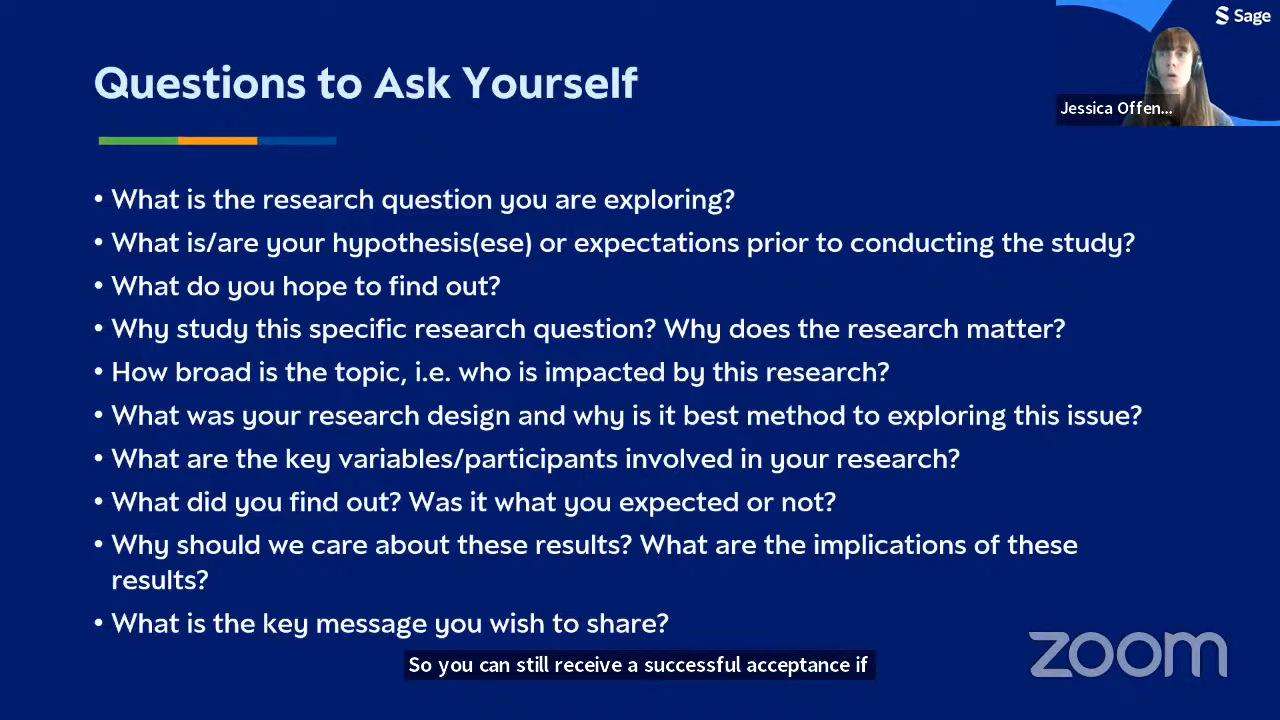 Sage
Questions to Ask Yourself
Jessica Offen...
• What is the research question you are exploring?
• What is/are your hypothesis(ese) or expectations prior to conducting the study?
• What do you hope to find out?
• Why study this specific research question? Why does the research matter?
• How broad is the topic, i.e. who is impacted by this research?
• What was your research design and why is it best method to exploring this issue?
• What are the key variables/participants involved in your research?
• What did you find out? Was it what you expected or not?
• Why should we care about these results? What are the implications of these
results?
• What is the key message you wish to share?
So you can still receive a successful acceptance if
zoom